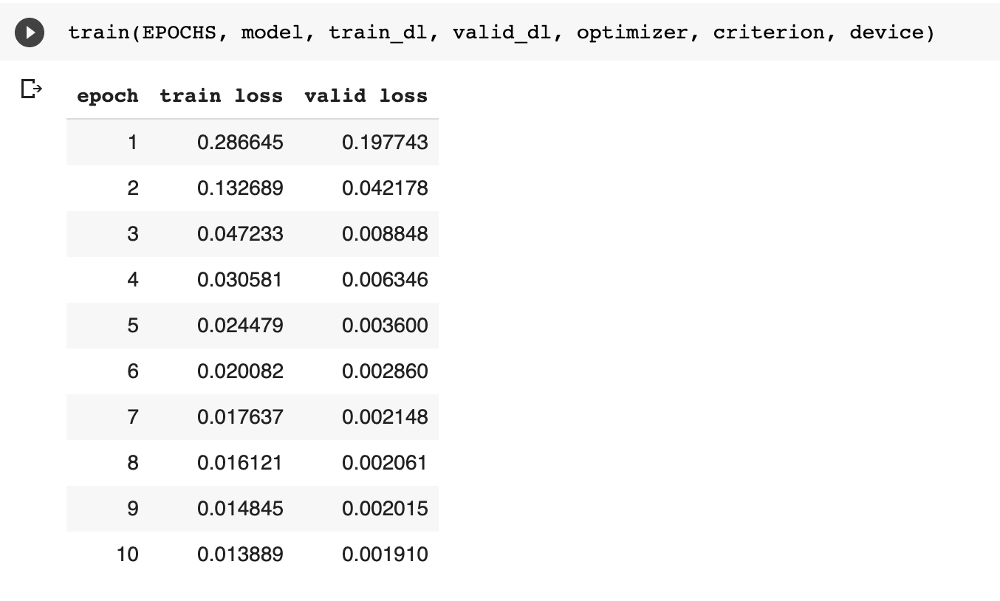 train(EPOCHS, model, train_dl, valid_dl, optimizer, criterion, device)
epoch train loss valid loss
1 0.286645 0.197743
2 0.132689 0.042178
3 0.047233 0.008848
4 0.030581 0.006346
5 0.024479 0.003600
6 0.020082 0.002860
7 0.017637 0.002148
8 0.016121 0.002061
9 0.014845 0.002015
10 0.013889 0.001910